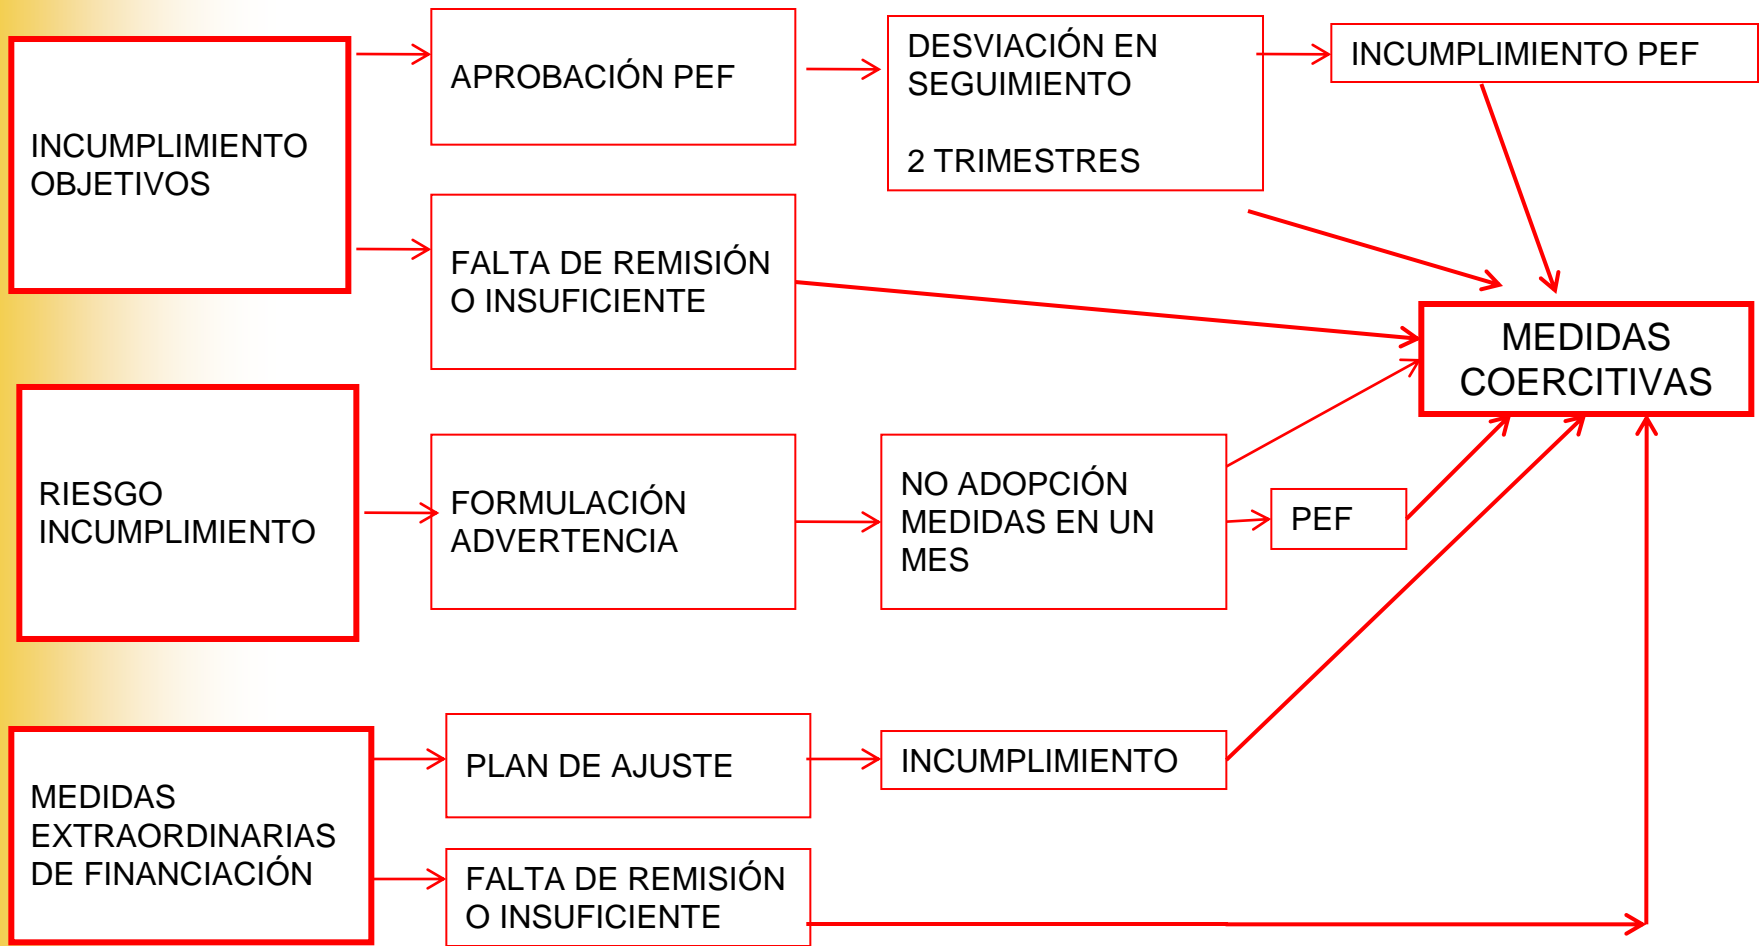 INCUMPLIMIENTO
OBJETIVOS
APROBACIÓN PEF
DESVIACIÓN EN
SEGUIMIENTO
2 TRIMESTRES
INCUMPLIMIENTO PEF
FALTA DE REMISIÓN
O INSUFICIENTE
MEDIDAS
COERCITIVAS
RIESGO
INCUMPLIMIENTO
FORMULACIÓN
ADVERTENCIA
NO ADOPCIÓN
MEDIDAS EN UN
MES
PEF
MEDIDAS
EXTRAORDINARIAS
DE FINANCIACIÓN
PLAN DE AJUSTE
INCUMPLIMIENTO
FALTA DE REMISIÓN
O INSUFICIENTE